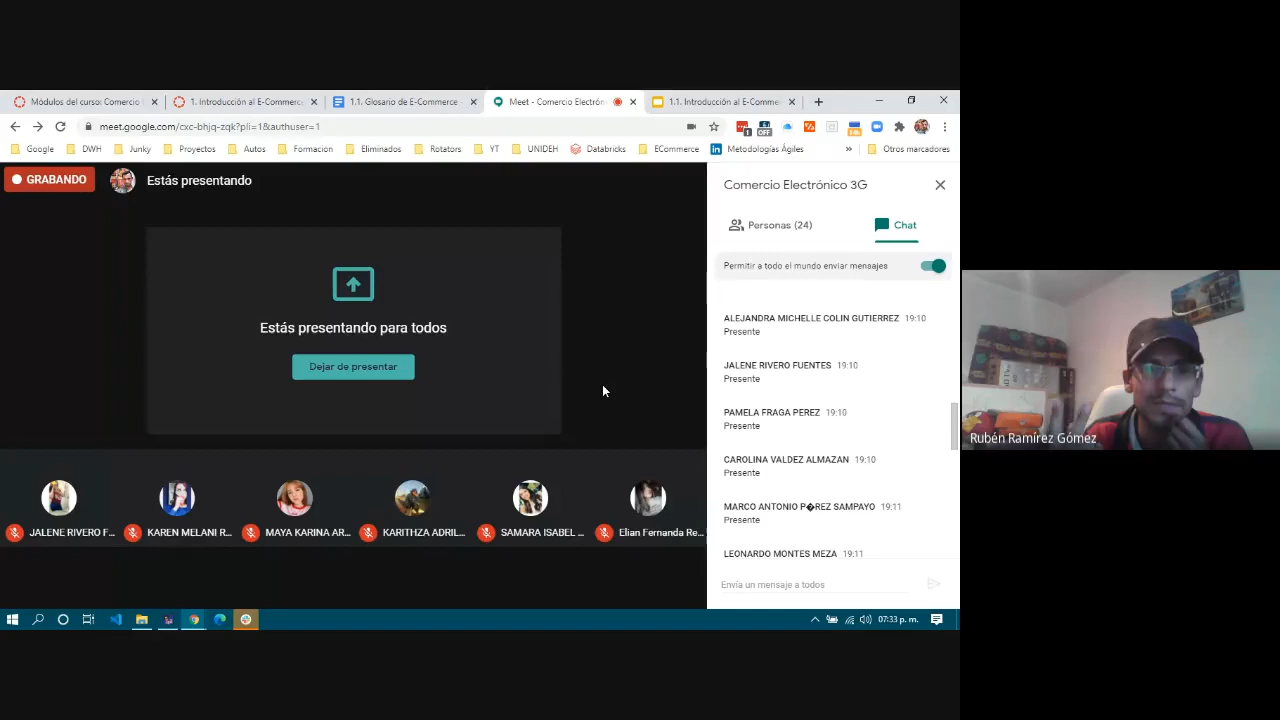 Módulos del curso: Comercio
1. Introducción al E-Commerce
1.1. Glosario de E-Commerce -
Meet - Comercio Electrón
1.1. Introducción al E-Comme
meet.google.com/cxc-bhjq-zqk?pli=1&authuser=1
Google
DWH
Junky
Proyectos
Autos
Formacion
Eliminados
Rotators
YT
UNIDEH
Databricks
ECommerce
Metodologías Ágiles
»
Otros marcadores
GRABANDO
Estás presentando
Comercio Electrónico 3G
Personas (24)
Chat
Permitir a todo el mundo enviar mensajes
Estás presentando para todos
Dejar de presentar
ALEJANDRA MICHELLE COLIN GUTIERREZ 19:10
Presente
JALENE RIVERO FUENTES 19:10
Presente
PAMELA FRAGA PEREZ 19:10
Presente
CAROLINA VALDEZ ALMAZAN 19:10
Presente
MARCO ANTONIO P�REZ SAMPAYO 19:11
Presente
LEONARDO MONTES MEZA 19:11
Envía un mensaje a todos
JALENE RIVERO F...
KAREN MELANI R...
MAYA KARINA AR...
KARITHZA ADRIL...
SAMARA ISABEL ...
Elian Fernanda Re...
Rubén Ramírez Gómez
07:33 p. m.